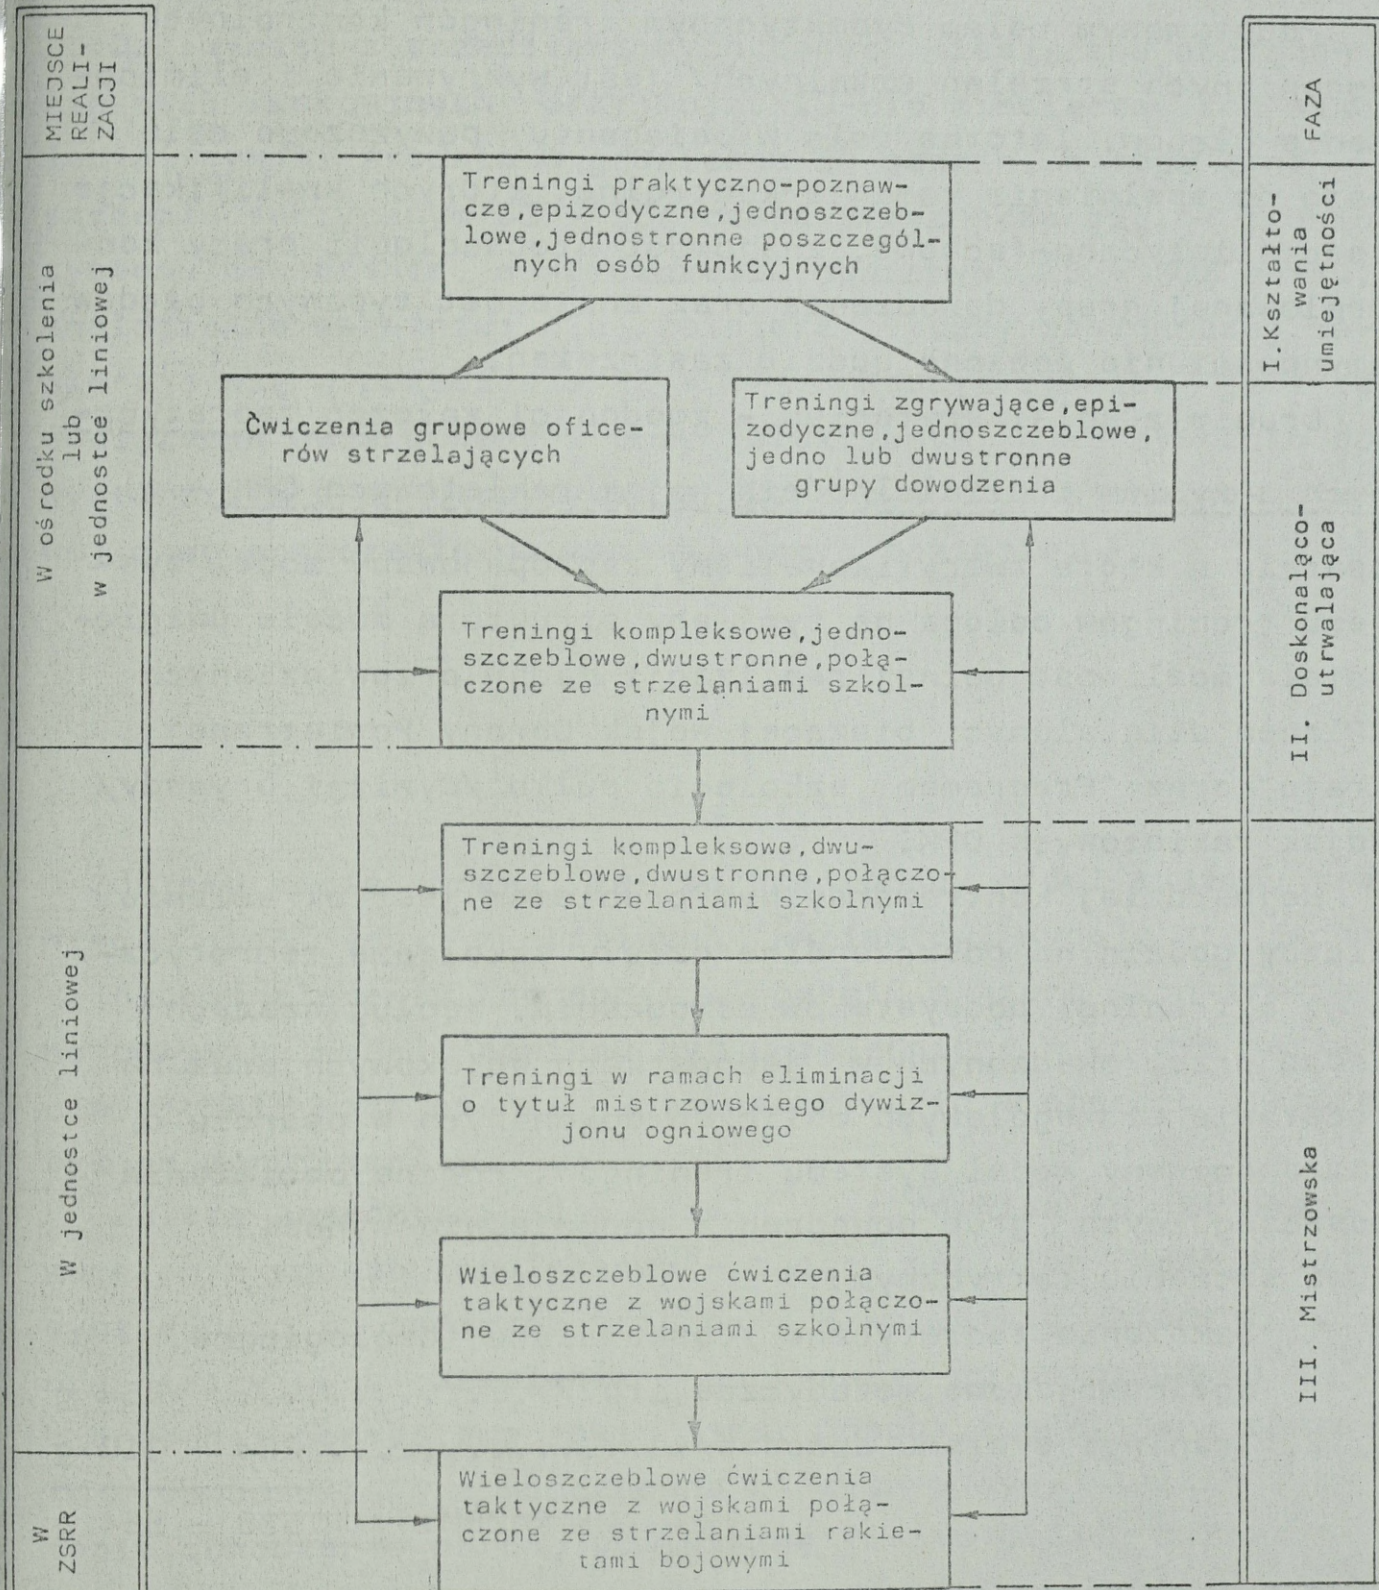 MIEJSCE
REALI-
ZACJI
W ośrodku szkolenia
lub
w jednostce liniowej
W jednostce liniowej
W
ZSRR
Treningi praktyczno-poznaw-
cze,epizodyczne,jednoszczeb-
lowe,jednostronne poszczegól-
nych osób funkcyjnych
Ćwiczenia grupowe ofice-
rów strzelających
Treningi zgrywające,epi-
zodyczne,jednoszczeblowe,
jedno lub dwustronne
grupy dowodzenia
Treningi kompleksowe,jedno-
szczeblowe,dwustronne,połą-
czone ze strzelaniami szkol-
nymi
Treningi kompleksowe,dwu-
szczeblowe,dwustronne,połączo-
ne ze strzelaniami szkolnymi
Treningi w ramach eliminacji
o tytuł mistrzowskiego dywiz-
jonu ogniowego
Wieloszczeblowe ćwiczenia
taktyczne z wojskami połączo-
ne ze strzelaniami szkolnymi
Wieloszczeblowe ćwiczenia
taktyczne z wojskami połą-
czone ze strzelaniami rakie-
tami bojowymi
FAZA
I.Kształto-
wania
umiejętności
II. Doskonaląco-
utrwalająca
III. Mistrzowska